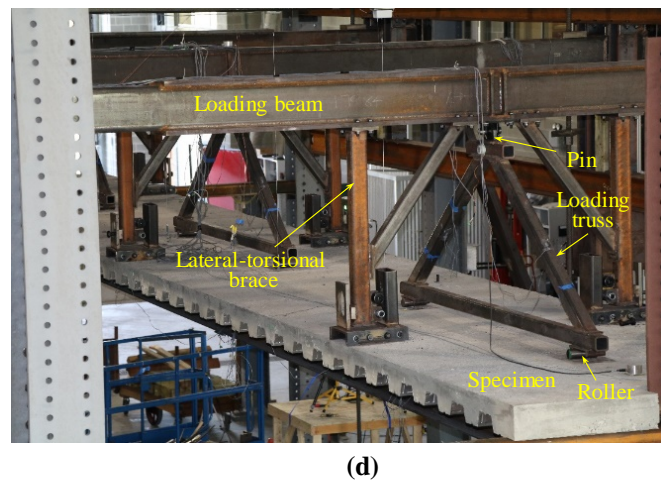 Loading beam
Pin
Loading
truss
Lateral-torsional
brace
Specimen
Roller
(d)